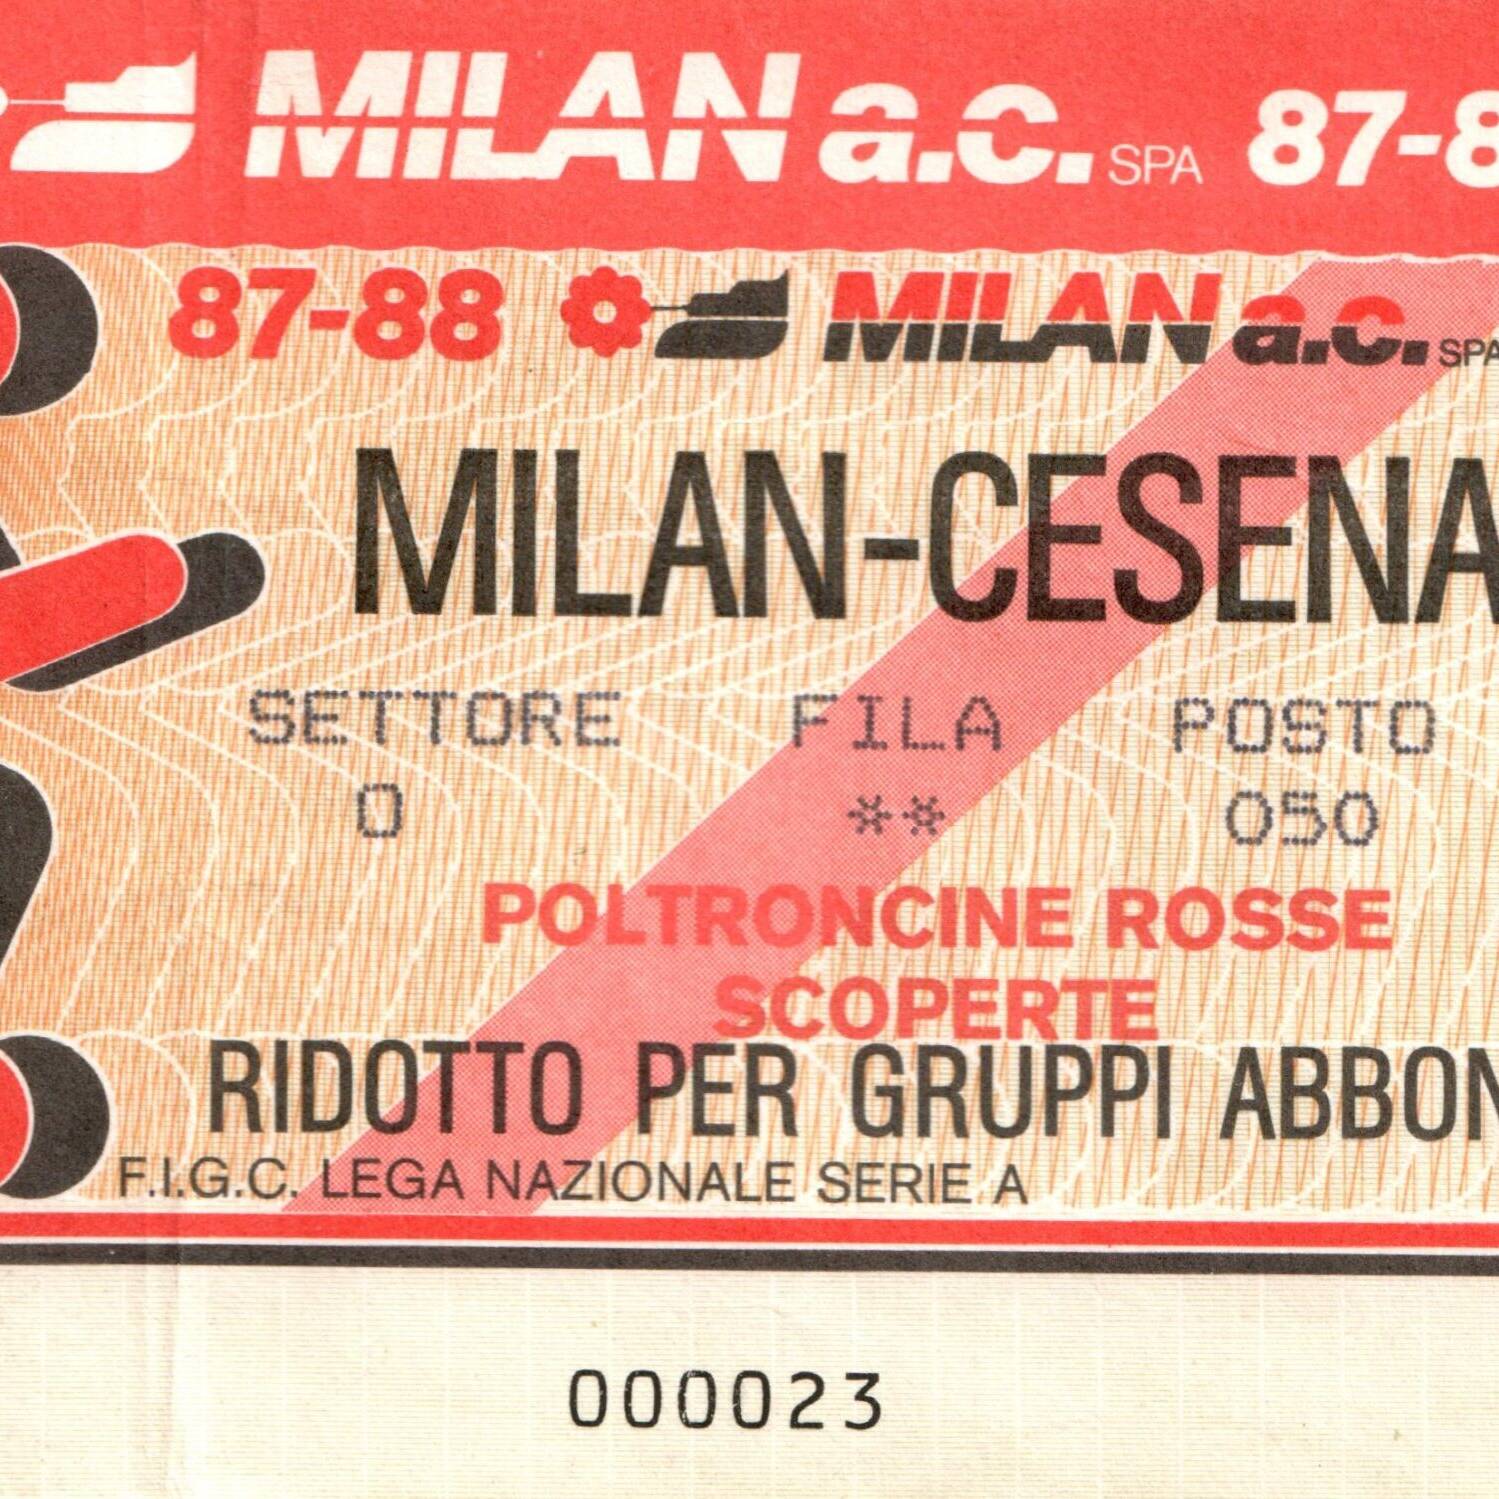 MILAN a.c. SPA 87-8
87-88 MILAN a.c. SPA
MILAN-CESENA
SETTORE FILA POSTO
0 ** 050
POLTRONCINE ROSSE
SCOPERTE
RIDOTTO PER GRUPPI ABBON
F.I.G.C. LEGA NAZIONALE SERIE A
000023